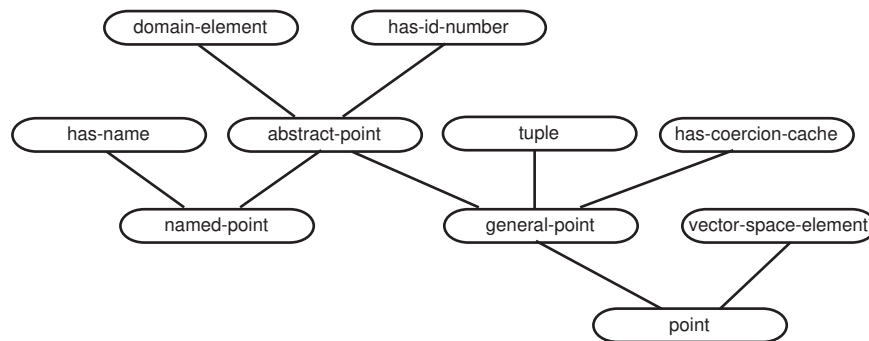 domain-element
has-id-number
has-name
abstract-point
tuple
has-coercion-cache
named-point
general-point
vector-space-element
point